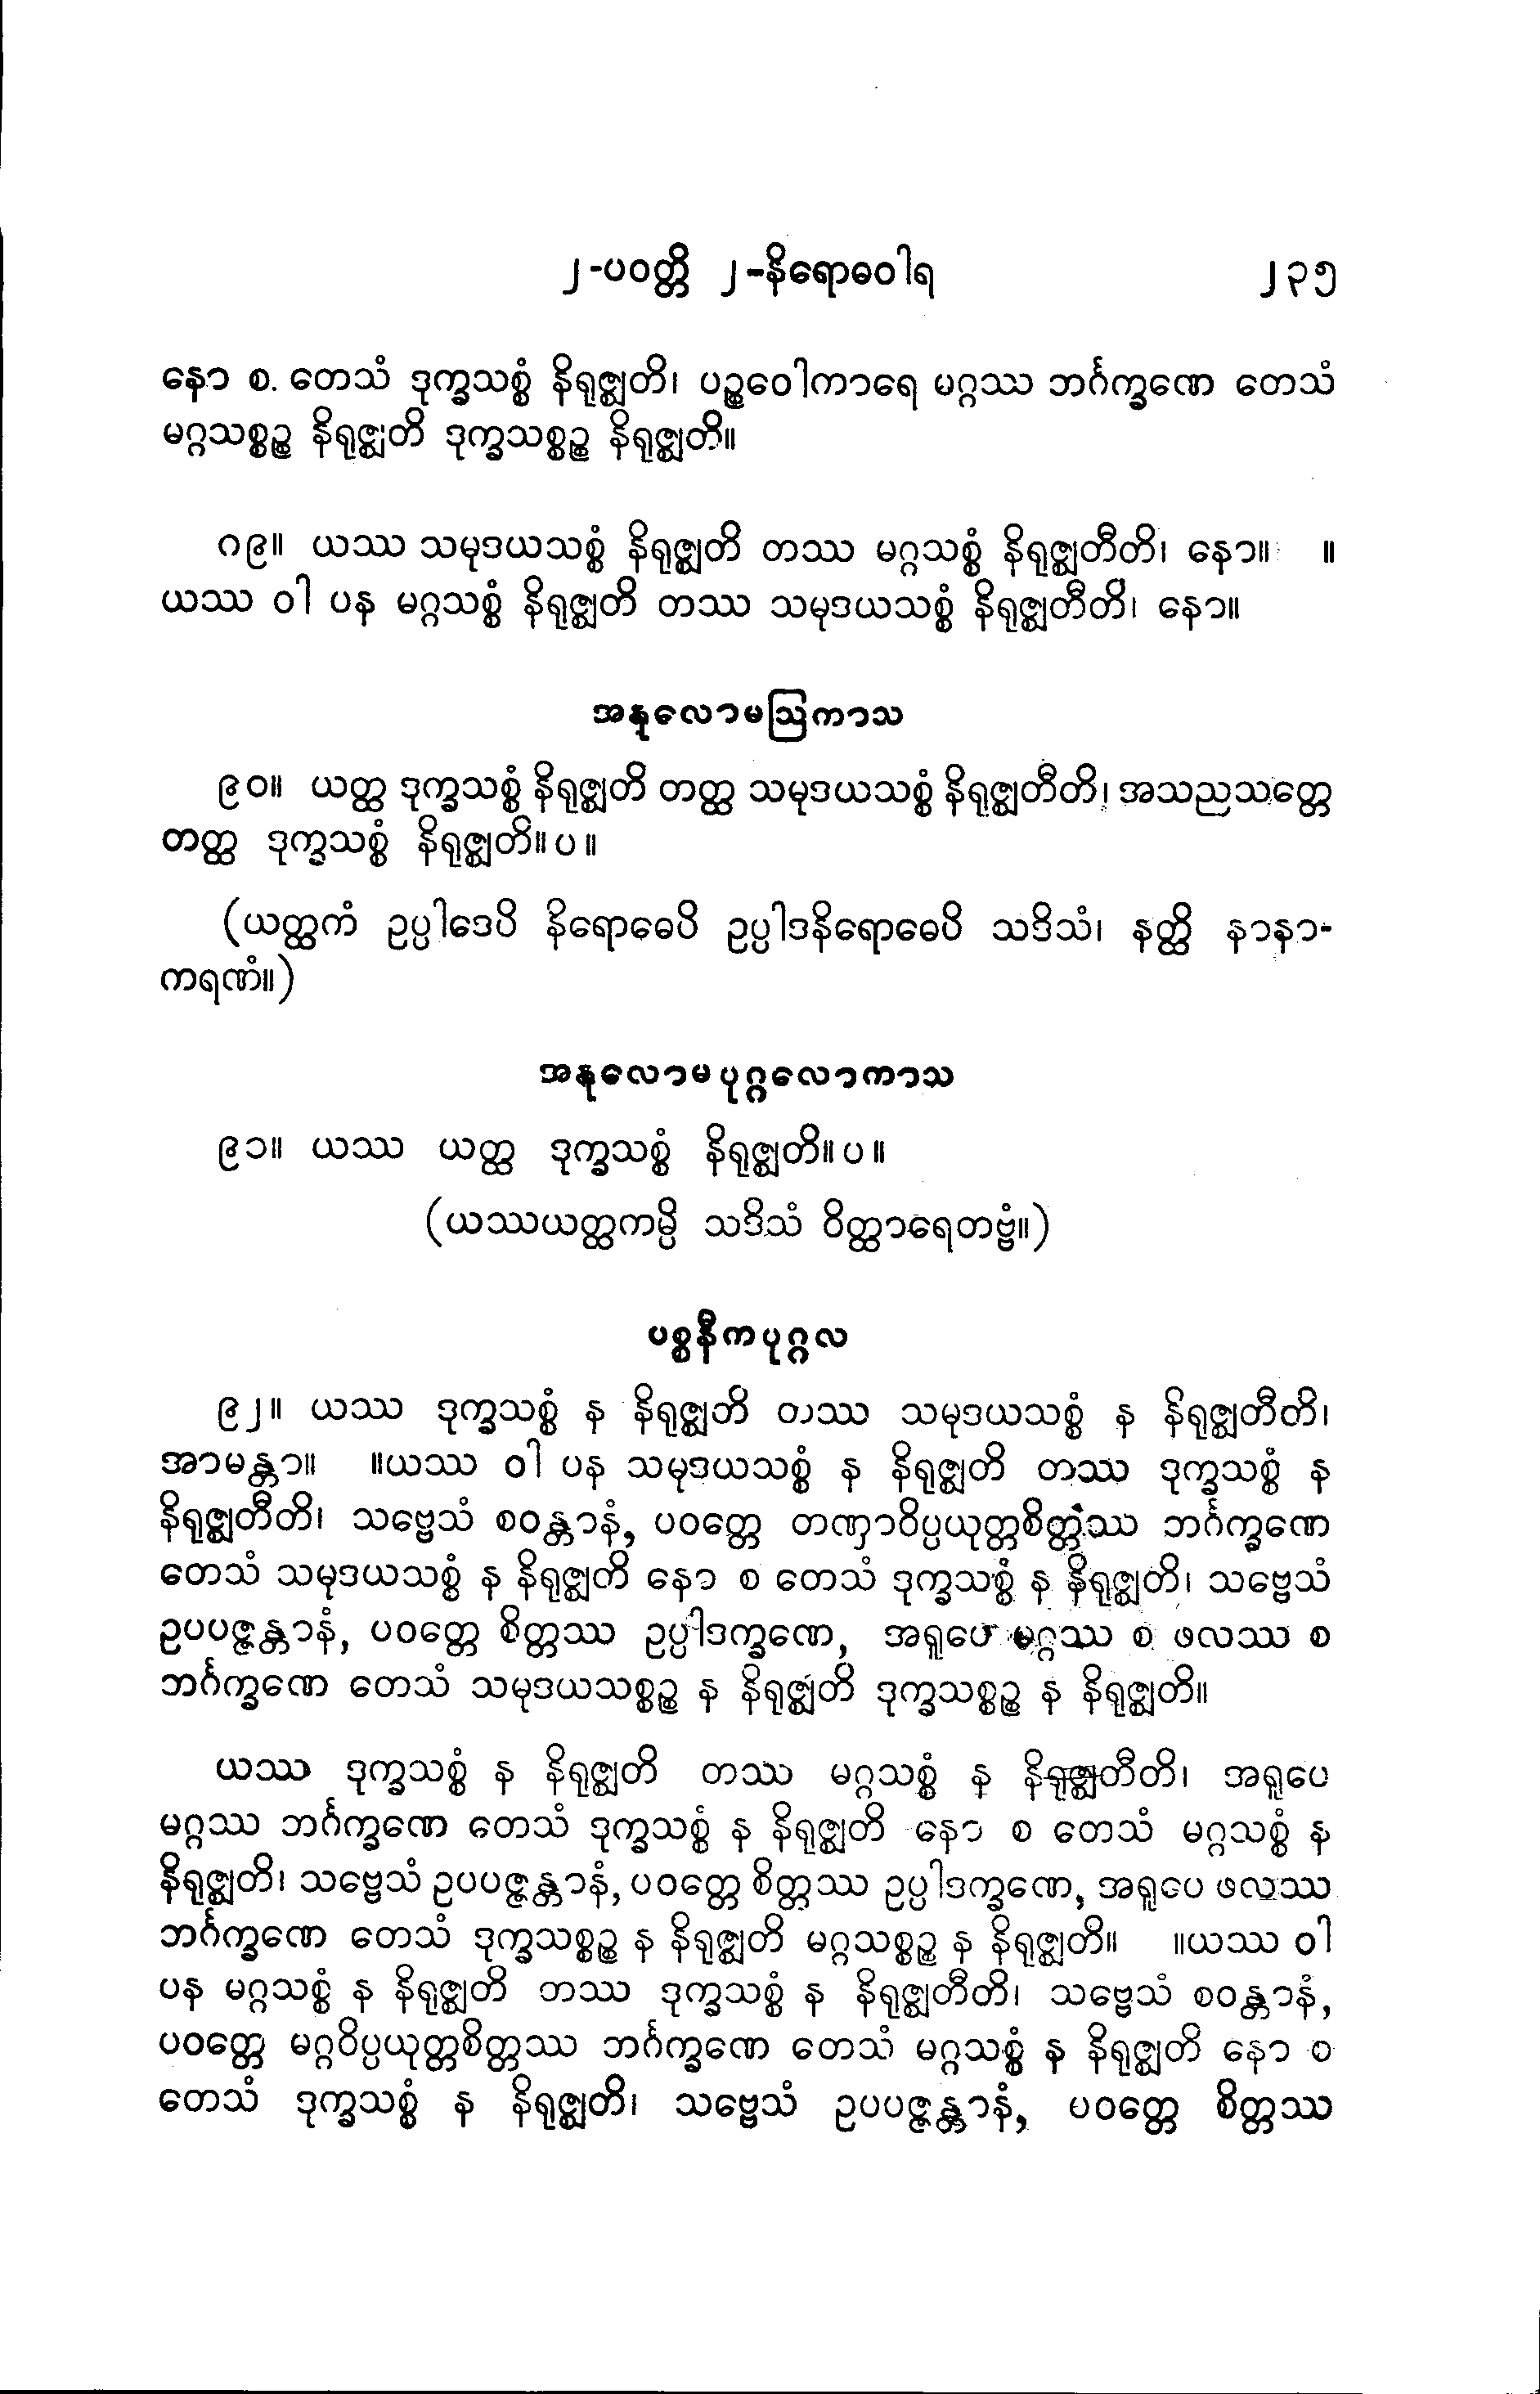 ၂-ပဝတ္တိ ၂-နိရောဓဝါရ ၂၃၅
နော စ. တေသံ ဒုက္ခသစ္စံ နိရုဇ္ဈတိ၊ ပဉ္စဝေါကာရေ မဂ္ဂဿ ဘင်္ဂက္ခဏေ တေသံ
မဂ္ဂသစ္စဉ္စ နိရုဇ္ဈတိ ဒုက္ခသစ္စဉ္စ နိရုဇ္ဈတိ။
၈၉။ ယဿ သမုဒယသစ္စံ နိရုဇ္ဈတိ တဿ မဂ္ဂသစ္စံ နိရုဇ္ဈတီတိ၊ နော။ ။
ယဿ ဝါ ပန မဂ္ဂသစ္စံ နိရုဇ္ဈတိ တဿ သမုဒယသစ္စံ နိရုဇ္ဈတီတိ၊ နော။
အနုလောမဩကာသ
၉၀။ ယတ္ထ ဒုက္ခသစ္စံ နိရုဇ္ဈတိ တတ္ထ သမုဒယသစ္စံ နိရုဇ္ဈတီတိ၊ အသညသတ္တေ
တတ္ထ ဒုက္ခသစ္စံ နိရုဇ္ဈတိ။ပ။
(ယတ္ထကံ ဥပ္ပါဒေပိ နိရောဓေပိ ဥပ္ပါဒနိရောဓေပိ သဒိသံ၊ နတ္ထိ နာနာ-
ကရဏံ။)
အနုလောမပုဂ္ဂလောကာသ
၉၁။ ယဿ ယတ္ထ ဒုက္ခသစ္စံ နိရုဇ္ဈတိ။ပ။
(ယဿယတ္ထကမ္ပိ သဒိသံ ဝိတ္ထာရေတဗ္ဗံ။)
ပစ္စနီကပုဂ္ဂလ
၉၂။ ယဿ ဒုက္ခသစ္စံ န နိရုဇ္ဈတိ တဿ သမုဒယသစ္စံ န နိရုဇ္ဈတီတိ၊
အာမန္တာ။ ။ယဿ ဝါ ပန သမုဒယသစ္စံ န နိရုဇ္ဈတိ တဿ ဒုက္ခသစ္စံ န
နိရုဇ္ဈတီတိ၊ သဗ္ဗေသံ စဝန္တာနံ, ပဝတ္တေ တဏှာဝိပ္ပယုတ္တစိတ္တဿ ဘင်္ဂက္ခဏေ
တေသံ သမုဒယသစ္စံ န နိရုဇ္ဈတိ နော စ တေသံ ဒုက္ခသစ္စံ န နိရုဇ္ဈတိ၊ သဗ္ဗေသံ
ဥပပဇ္ဇန္တာနံ, ပဝတ္တေ စိတ္တဿ ဥပ္ပါဒက္ခဏေ, အရူပေ မဂ္ဂဿ စ ဖလဿ စ
ဘင်္ဂက္ခဏေ တေသံ သမုဒယသစ္စဉ္စ န နိရုဇ္ဈတိ ဒုက္ခသစ္စဉ္စ န နိရုဇ္ဈတိ။
ယဿ ဒုက္ခသစ္စံ န နိရုဇ္ဈတိ တဿ မဂ္ဂသစ္စံ န နိရုဇ္ဈတီတိ၊ အရူပေ
မဂ္ဂဿ ဘင်္ဂက္ခဏေ တေသံ ဒုက္ခသစ္စံ န နိရုဇ္ဈတိ နော စ တေသံ မဂ္ဂသစ္စံ န
နိရုဇ္ဈတိ၊ သဗ္ဗေသံ ဥပပဇ္ဇန္တာနံ, ပဝတ္တေ စိတ္တဿ ဥပ္ပါဒက္ခဏေ, အရူပေ ဖလဿ
ဘင်္ဂက္ခဏေ တေသံ ဒုက္ခသစ္စဉ္စ န နိရုဇ္ဈတိ မဂ္ဂသစ္စဉ္စ န နိရုဇ္ဈတိ။ ။ယဿ ဝါ
ပန မဂ္ဂသစ္စံ န နိရုဇ္ဈတိ တဿ ဒုက္ခသစ္စံ န နိရုဇ္ဈတီတိ၊ သဗ္ဗေသံ စဝန္တာနံ,
ပဝတ္တေ မဂ္ဂဝိပ္ပယုတ္တစိတ္တဿ ဘင်္ဂက္ခဏေ တေသံ မဂ္ဂသစ္စံ န နိရုဇ္ဈတိ နော စ
တေသံ ဒုက္ခသစ္စံ န နိရုဇ္ဈတိ၊ သဗ္ဗေသံ ဥပပဇ္ဇန္တာနံ, ပဝတ္တေ စိတ္တဿ